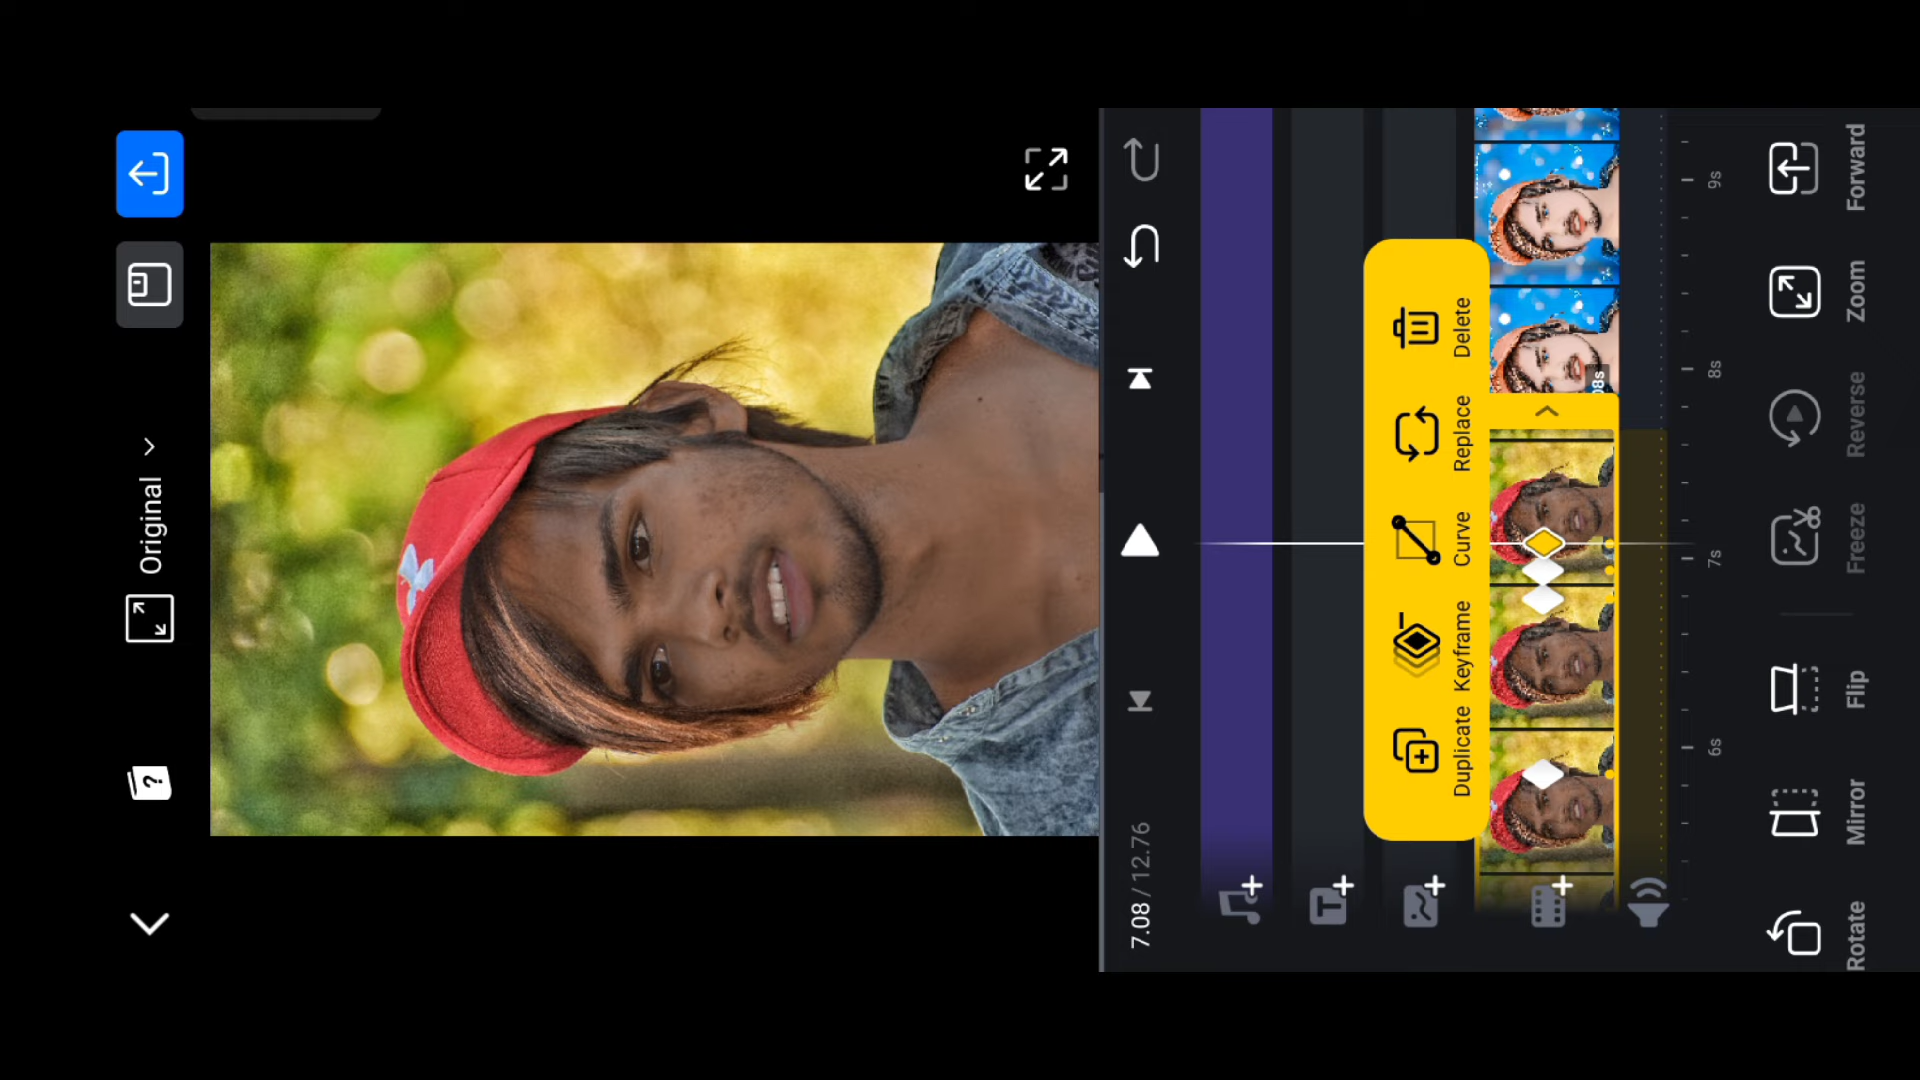 Original
?
7.08 / 12.76
Duplicate
Keyframe
Curve
Replace
Delete
08s
6s
7s
8s
9s
Rotate
Mirror
Flip
Freeze
Reverse
Zoom
Forward